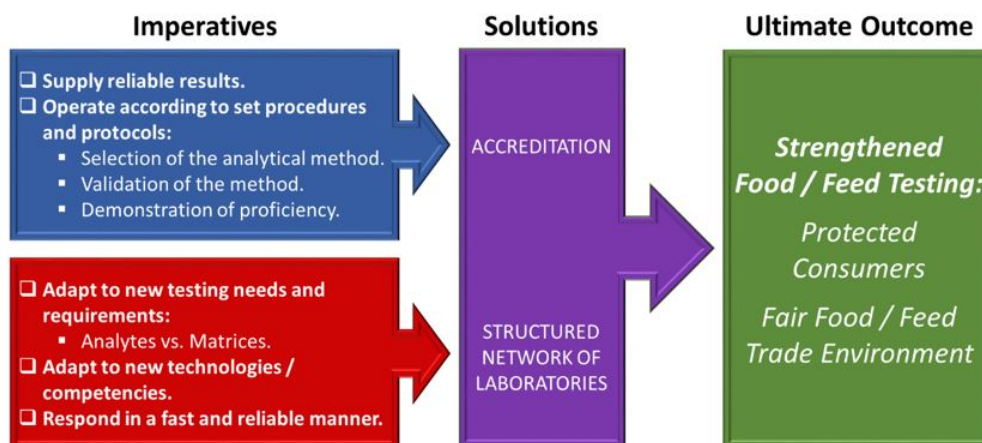 Imperatives
Solutions
Ultimate Outcome
❑ Supply reliable results.
❑ Operate according to set procedures
and protocols:
▪ Selection of the analytical method.
▪ Validation of the method.
▪ Demonstration of proficiency.
❑ Adapt to new testing needs and
requirements:
▪ Analytes vs. Matrices.
❑ Adapt to new technologies /
competencies.
❑ Respond in a fast and reliable manner.
ACCREDITATION
STRUCTURED
NETWORK OF
LABORATORIES
Strengthened
Food / Feed Testing:
Protected
Consumers
Fair Food / Feed
Trade Environment